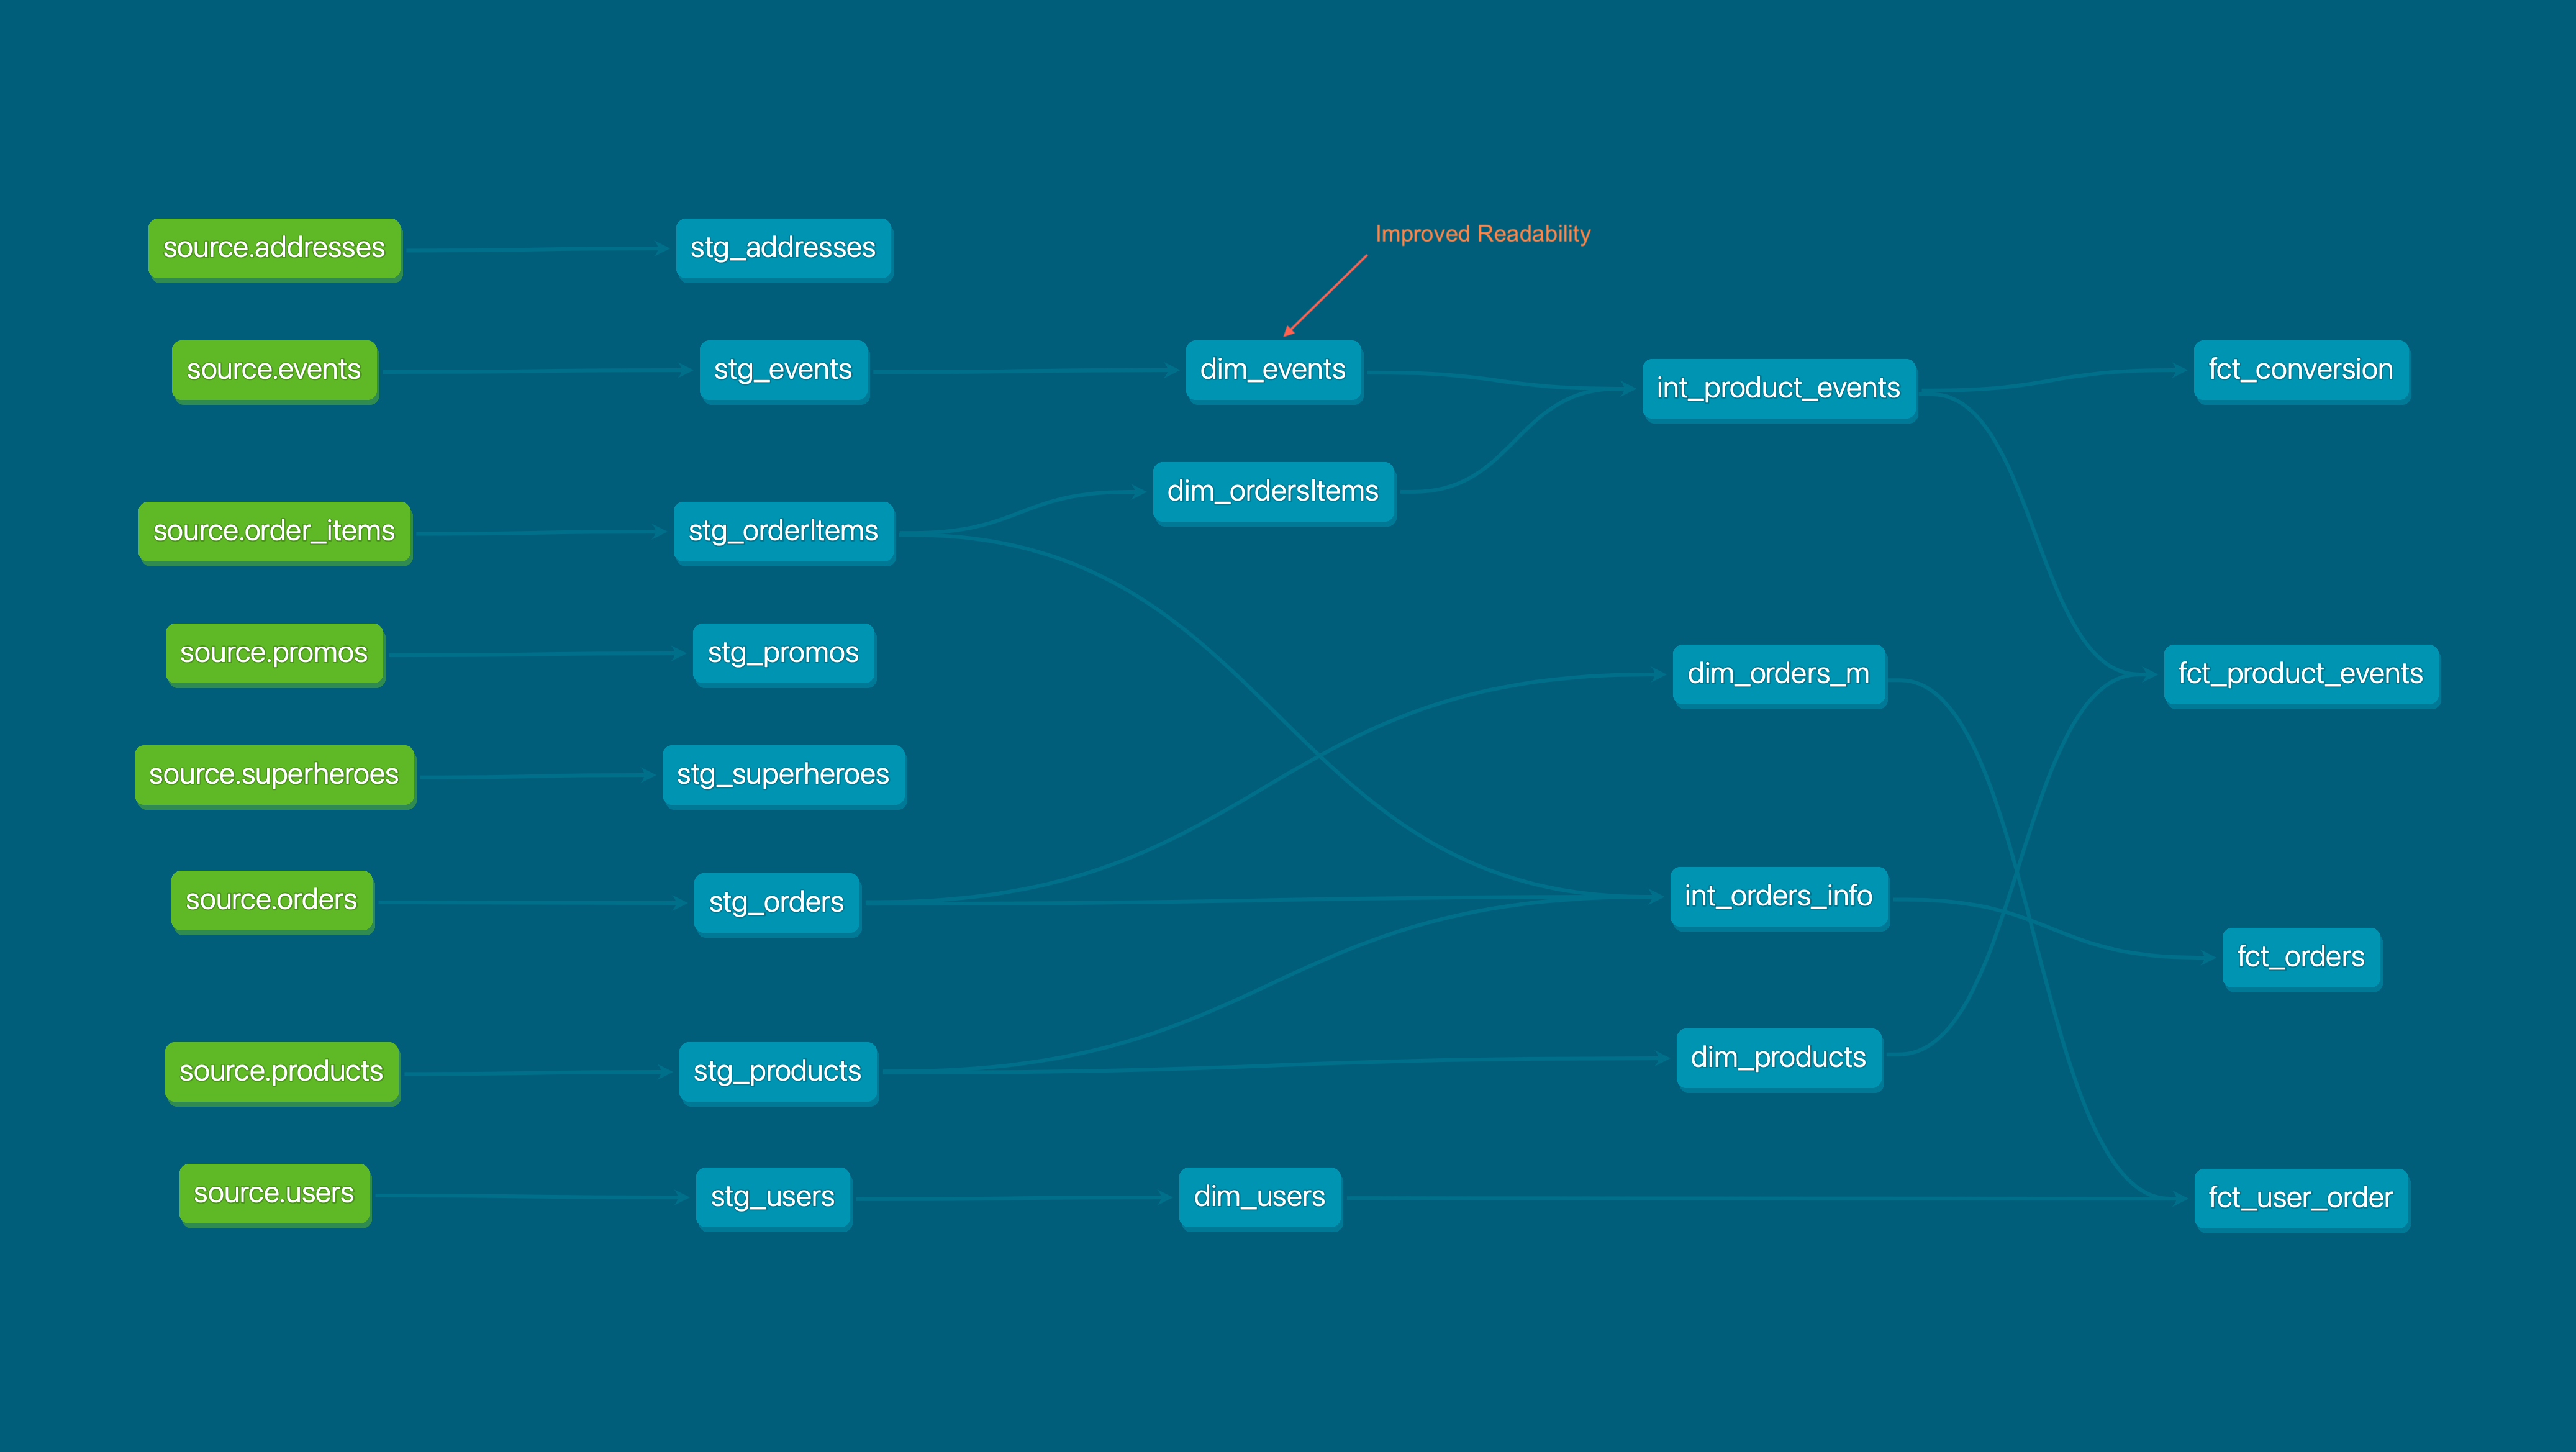 Improved Readability
source.addresses
stg_addresses
source.events
stg_events
dim_events
int_product_events
fct_conversion
source.order_items
stg_orderItems
dim_ordersItems
source.promos
stg_promos
dim_orders_m
fct_product_events
source.superheroes
stg_superheroes
source.orders
stg_orders
int_orders_info
fct_orders
source.products
stg_products
dim_products
source.users
stg_users
dim_users
fct_user_order